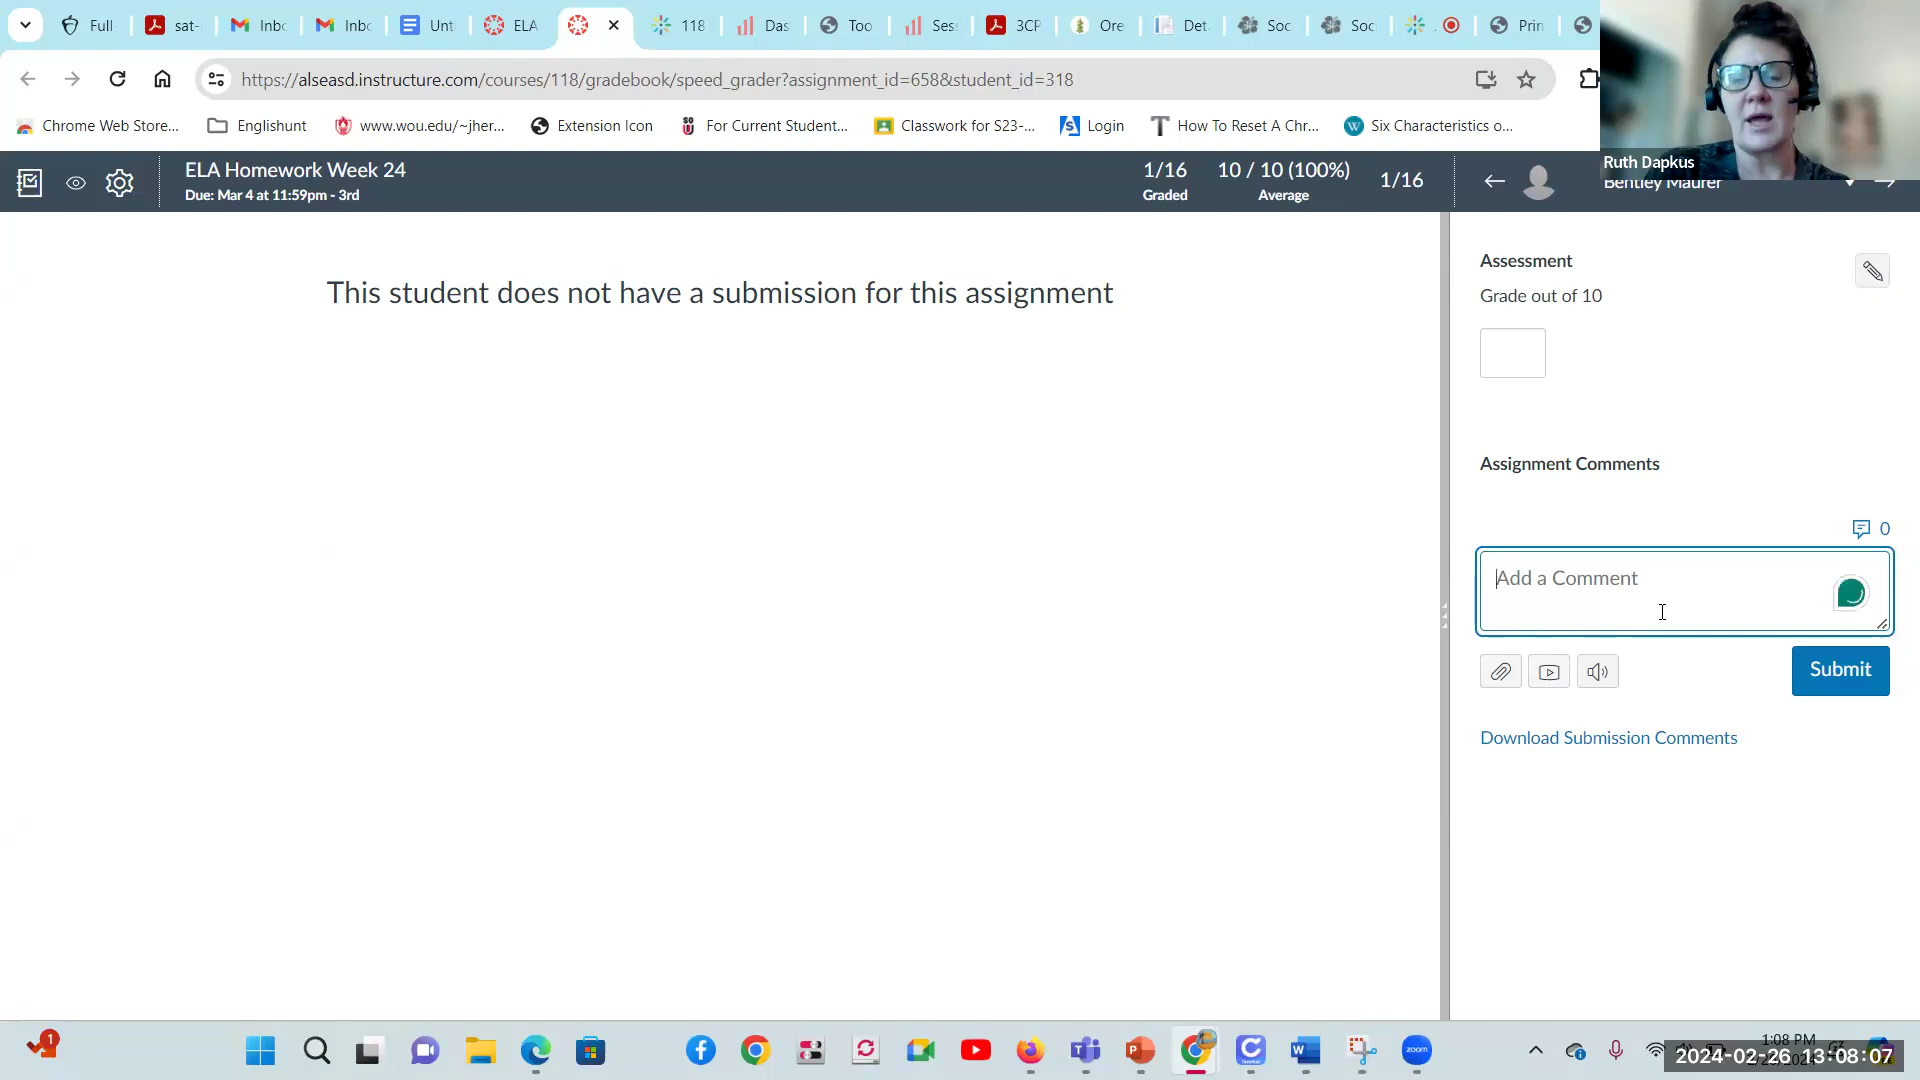 Full
sat-
Inbc
Inbc
Unt
ELA
118
Das
Too
Ses
3CP
Ore
Det
Soc
Soc
Prin
https://alseasd.instructure.com/courses/118/gradebook/speed_grader?assignment_id=658&student_id=318
Chrome Web Store...
Englishunt
www.wou.edu/~jher...
Extension Icon
For Current Student...
Classwork for S23-...
Login
How To Reset A Chr...
Six Characteristics o...
Ruth Dapkus
ELA Homework Week 24
Due: Mar 4 at 11:59pm - 3rd
1/16
Graded
10 / 10 (100%)
Average
1/16
Bentley Maurer
This student does not have a submission for this assignment
Assessment
Grade out of 10
Assignment Comments
0
Add a Comment
Submit
Download Submission Comments
1
zoom
1:08 PM
2024-02-26 13:08:07